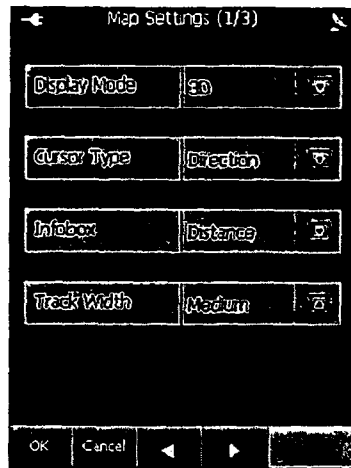 Map Settings (1/3)
Display Mode 3D
Cursor Type Direction
Infobox Distance
Track Width Medium
OK Cancel